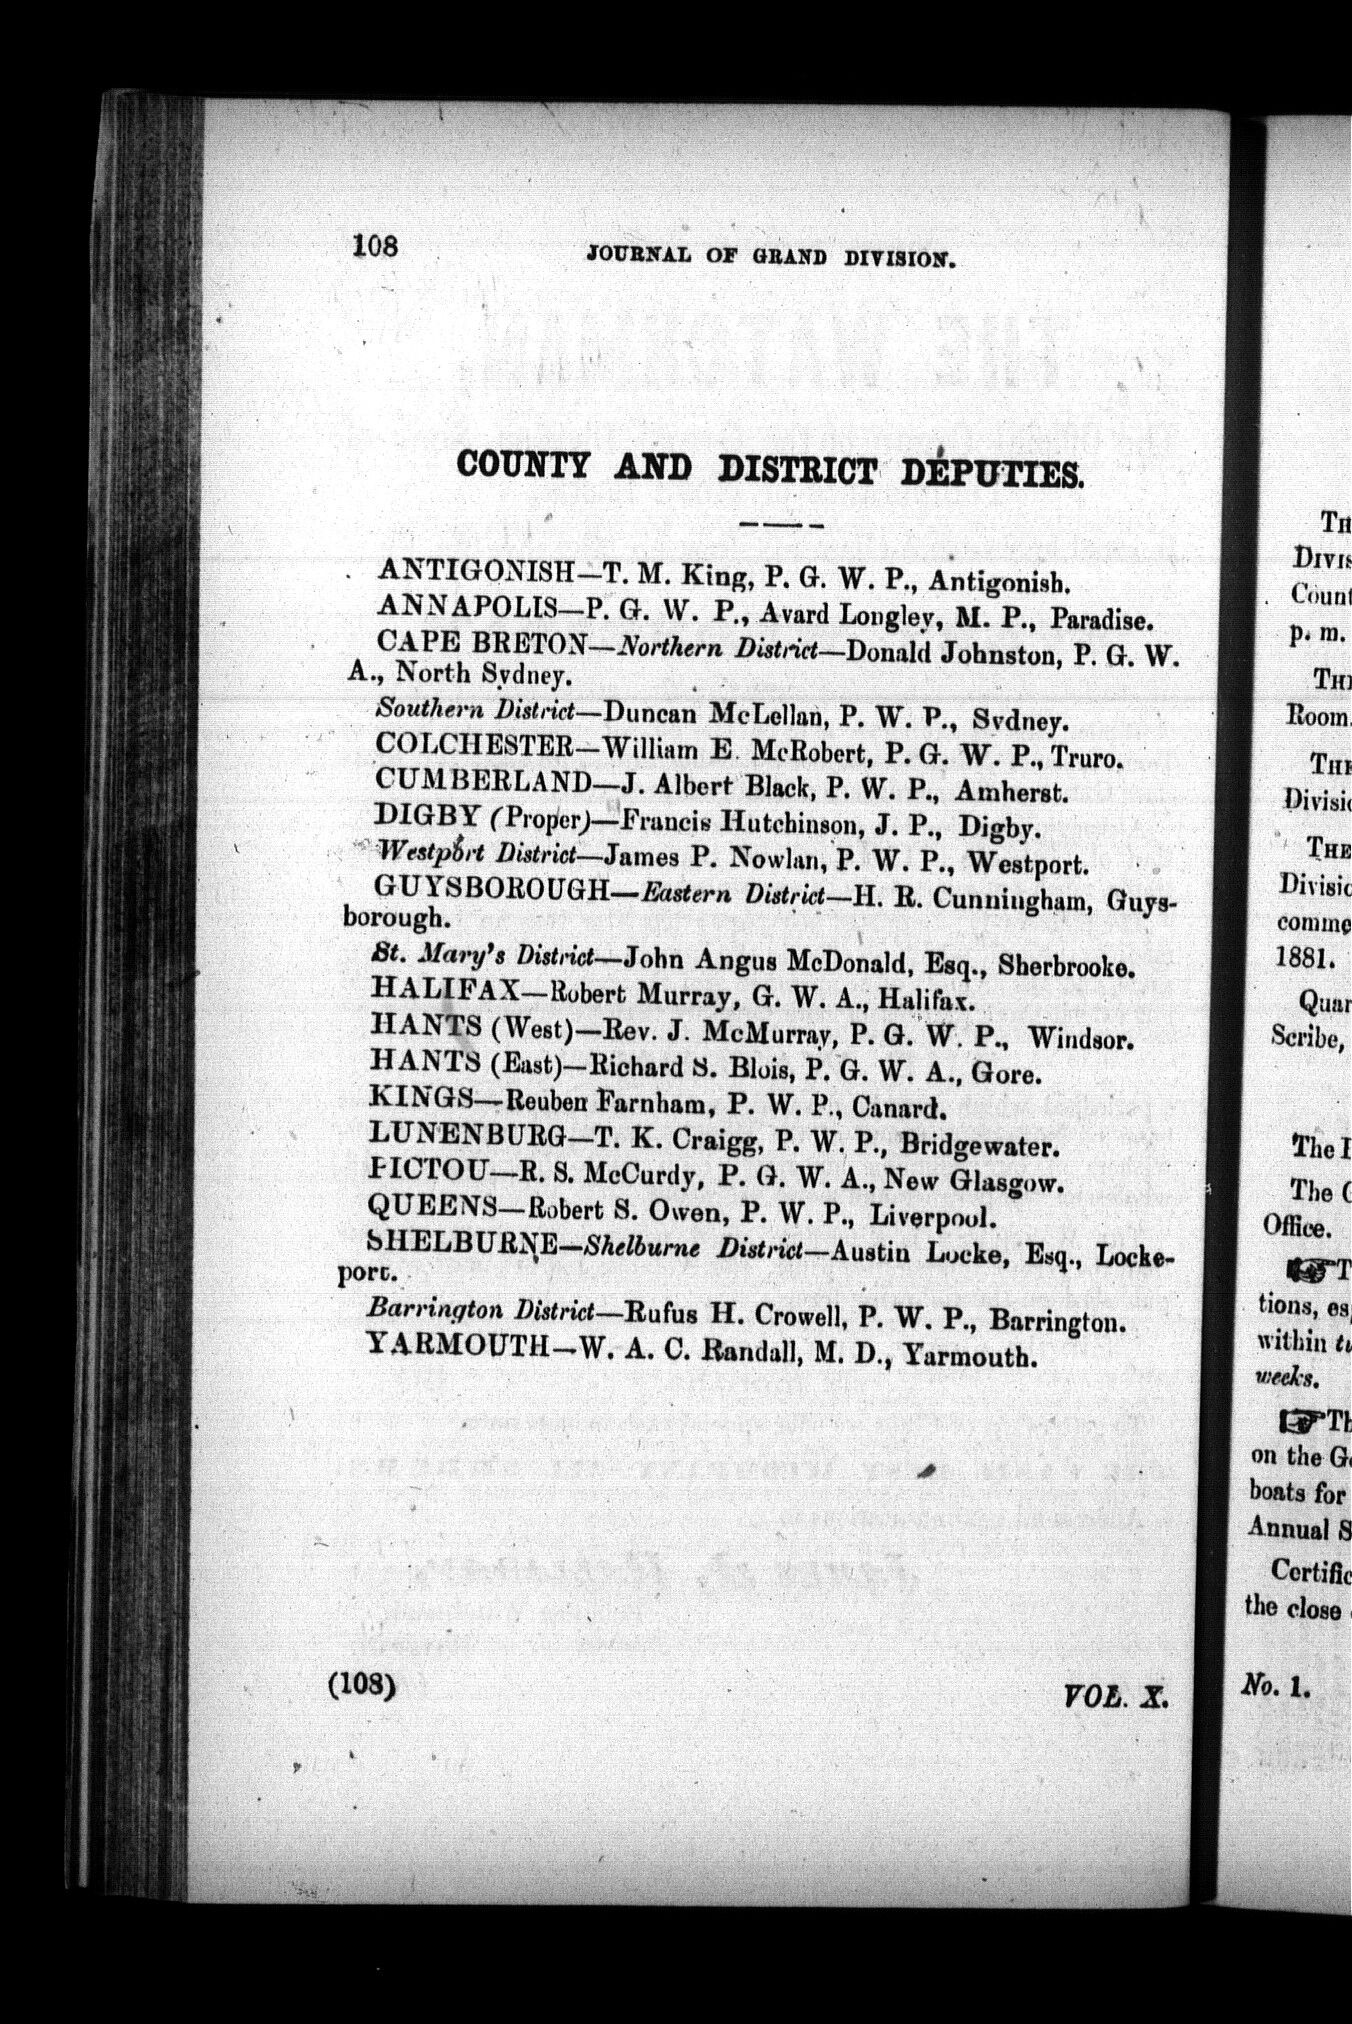 108 JOURNAL OF GRAND DIVISION.
COUNTY AND DISTRICT DEPUTIES.
ANTIGONISH—T. M. King, P. G. W. P., Antigonish.
ANNAPOLIS—P. G. W. P., Avard Longley, M. P., Paradise.
CAPE BRETON—Northern District—Donald Johnston, P. G. W.
A., North Sydney.
Southern District—Duncan McLellan, P. W. P., Sydney.
COLCHESTER—William E. McRobert, P. G. W. P., Truro.
CUMBERLAND—J. Albert Black, P. W. P., Amherst.
DIGBY (Proper)—Francis Hutchinson, J. P., Digby.
Westport District—James P. Nowlan, P. W. P., Westport.
GUYSBOROUGH—Eastern District—H. R. Cunningham, Guys-
borough.
St. Mary's District—John Angus McDonald, Esq., Sherbrooke.
HALIFAX—Robert Murray, G. W. A., Halifax.
HANTS (West)—Rev. J. McMurray, P. G. W. P., Windsor.
HANTS (East)—Richard S. Blois, P. G. W. A., Gore.
KINGS—Reuben Farnham, P. W. P., Canard.
LUNENBURG—T. K. Craigg, P. W. P., Bridgewater.
PICTOU—R. S. McCurdy, P. G. W. A., New Glasgow.
QUEENS—Robert S. Owen, P. W. P., Liverpool.
SHELBURNE—Shelburne District—Austin Locke, Esq., Locke-
port.
Barrington District—Rufus H. Crowell, P. W. P., Barrington.
YARMOUTH—W. A. C. Randall, M. D., Yarmouth.
(108) VOL. X.
TH
DIVIS
Count
p. m.
THE
Room.
THE
Divisio
THE
Divisio
comme
1881.
Quar
Scribe,
The
The
Office.
☞T
tions, es
within
weeks.
☞Th
on the G
boats for
Annual S
Certific
the close
No. 1.